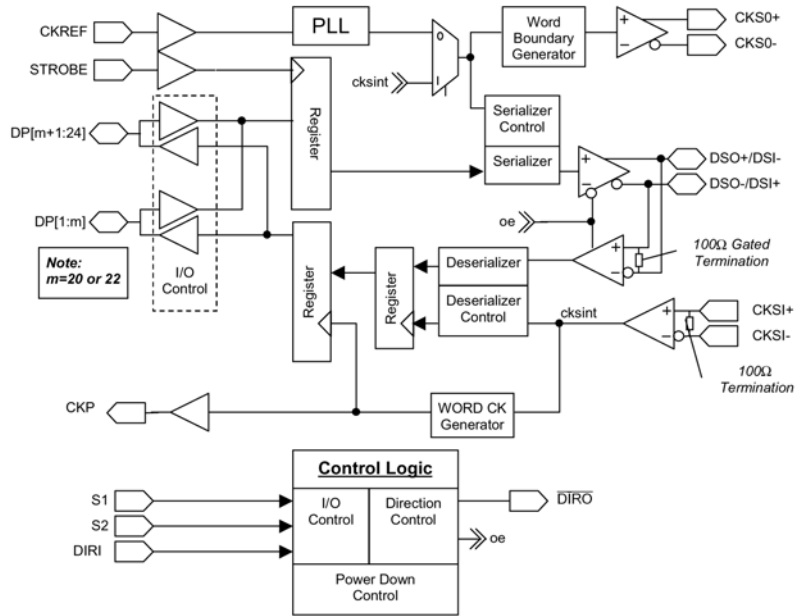 CKREF
PLL
0
Word
Boundary
Generator
+
−
CKS0+
CKS0-
STROBE
cksint
I
Register
Serializer
Control
Serializer
DP[m+1:24]
+
−
DSO+/DSI-
DSO-/DSI+
DP[1:m]
oe
Note:
m=20 or 22
I/O
Control
Register
Register
Deserializer
Deserializer
Control
+
−
100Ω Gated
Termination
cksint
+
−
CKSI+
CKSI-
100Ω
Termination
CKP
WORD CK
Generator
Control Logic
S1
S2
DIRI
I/O
Control
Direction
Control
DIRO
oe
Power Down
Control